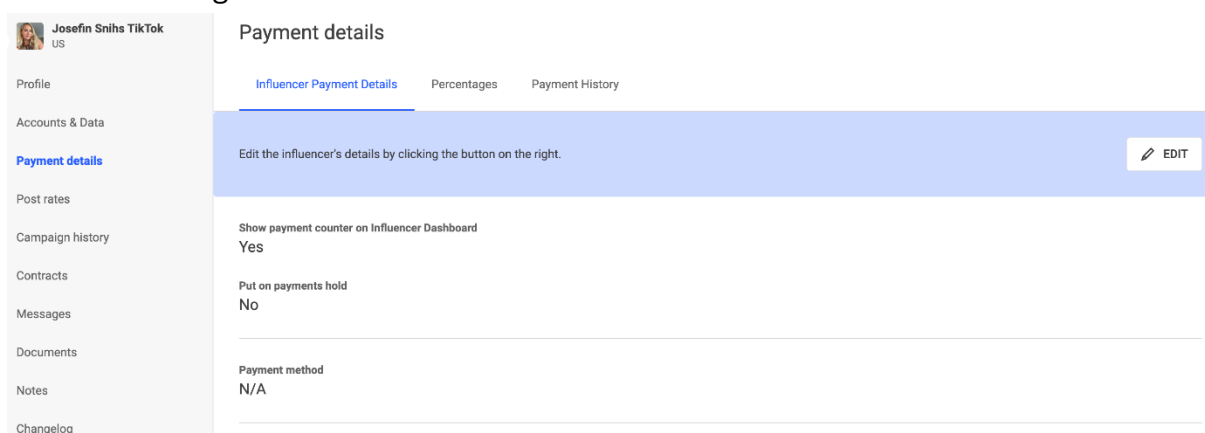 Josefin Snihs TikTok
US
Profile
Accounts & Data
Payment details
Post rates
Campaign history
Contracts
Messages
Documents
Notes
Changelog
Payment details
Influencer Payment Details Percentages Payment History
Edit the influencer's details by clicking the button on the right. EDIT
Show payment counter on Influencer Dashboard
Yes
Put on payments hold
No
Payment method
N/A